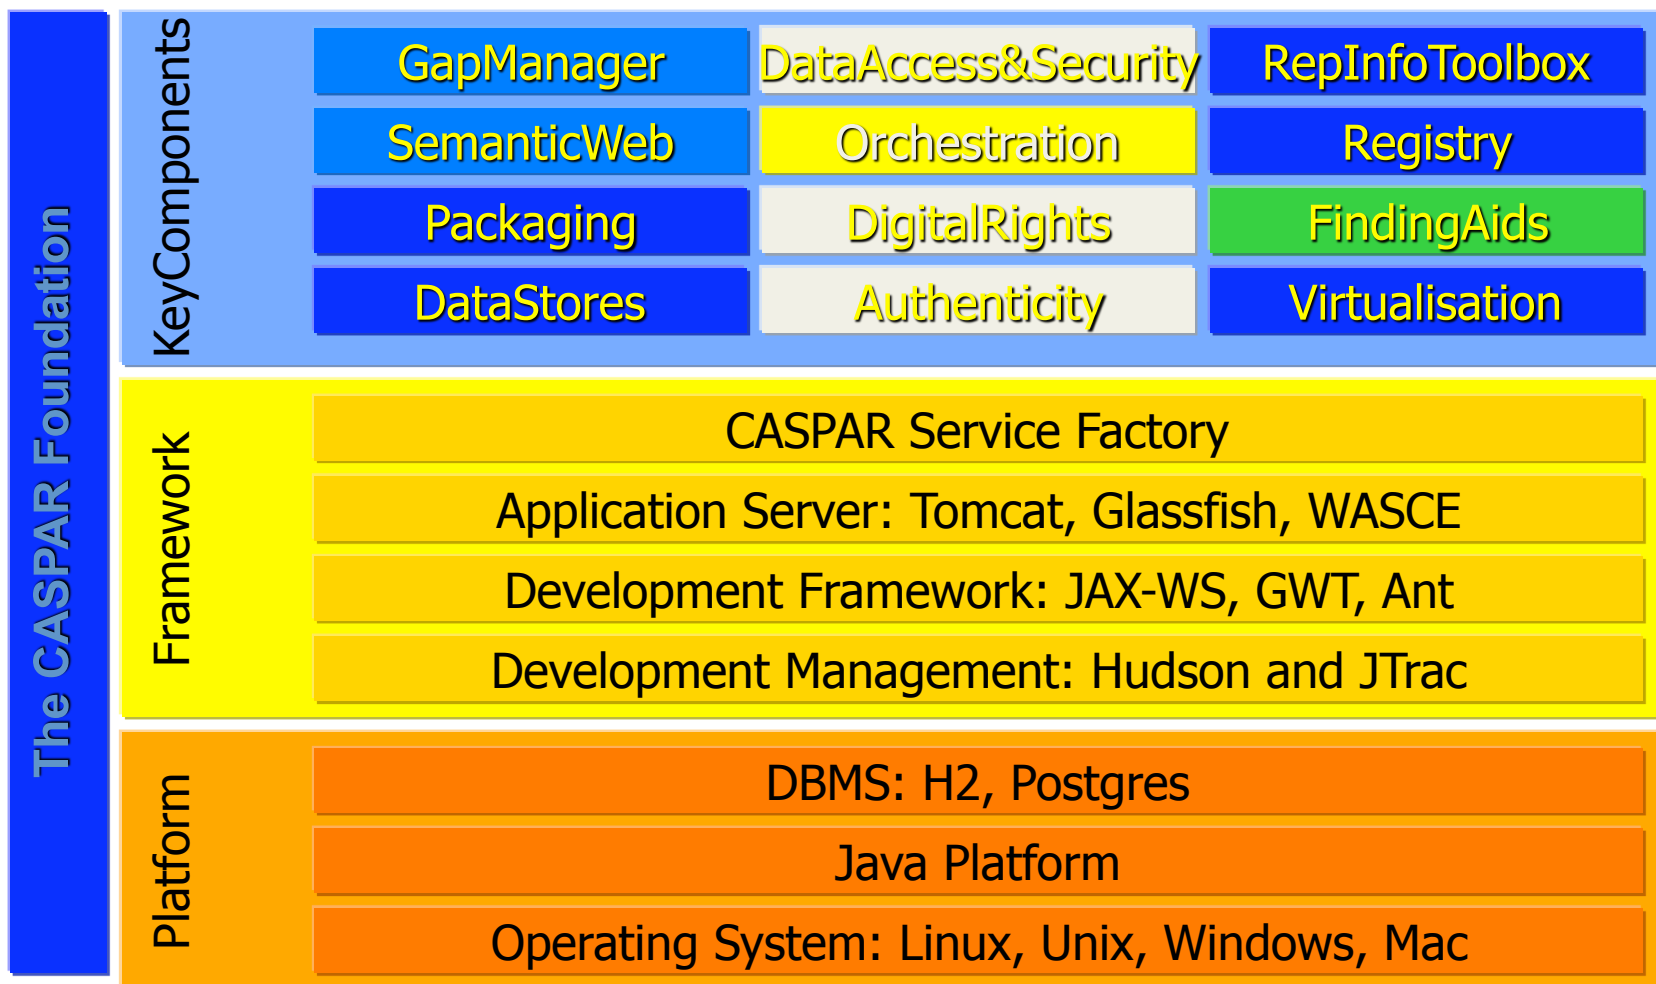 The CASPAR Foundation
KeyComponents
GapManager
DataAccess&Security
RepInfoToolbox
SemanticWeb
Orchestration
Registry
Packaging
DigitalRights
FindingAids
DataStores
Authenticity
Virtualisation
Framework
CASPAR Service Factory
Application Server: Tomcat, Glassfish, WASCE
Development Framework: JAX-WS, GWT, Ant
Development Management: Hudson and JTrac
Platform
DBMS: H2, Postgres
Java Platform
Operating System: Linux, Unix, Windows, Mac